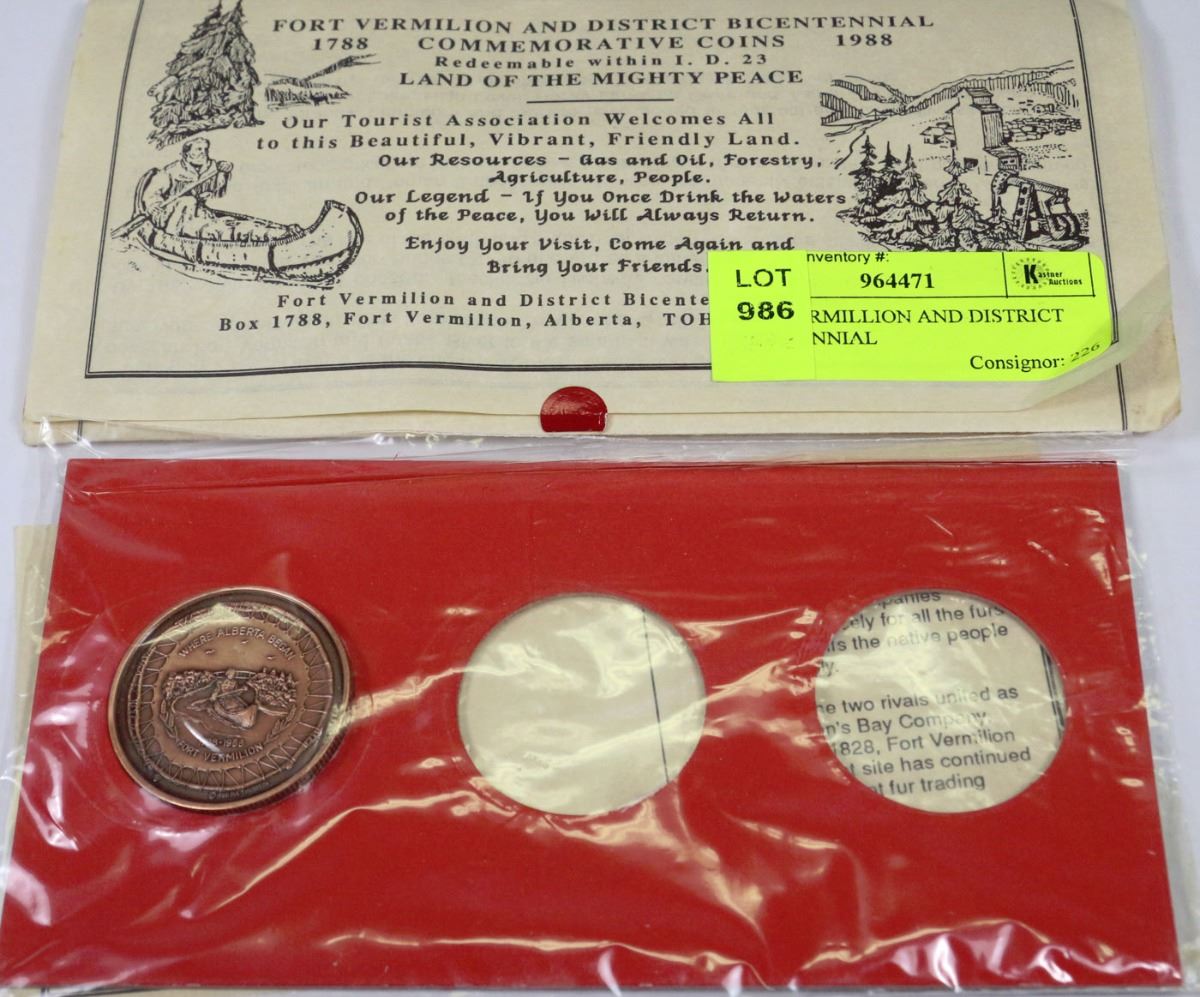 FORT VERMILION AND DISTRICT BICENTENNIAL
1788 COMMEMORATIVE COINS 1988
Redeemable within I. D. 23
LAND OF THE MIGHTY PEACE
Our Tourist Association Welcomes All
to this Beautiful, Vibrant, Friendly Land.
Our Resources – Gas and Oil, Forestry,
Agriculture, People.
Our Legend – If You Once Drink the Waters
of the Peace, You Will Always Return.
Enjoy Your Visit, Come Again and
Bring Your Friends.
Fort Vermilion and District Bicente
Box 1788, Fort Vermilion, Alberta, TOH
LOT
986
nventory #:
964471
Kastner
Auctions
RMILLION AND DISTRICT
NNIAL
Consignor: 226
WHERE ALBERTA BEGAN
FORT VERMILION
panies
ely for all the furs
is the native people
y.
ne two rivals united as
n's Bay Company.
1828, Fort Vermilion
t site has continued
nt fur trading